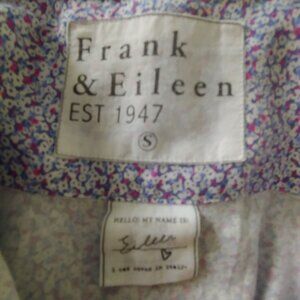 Frank
& Eileen
EST 1947
S
HELLO! MY NAME IS:
Eileen